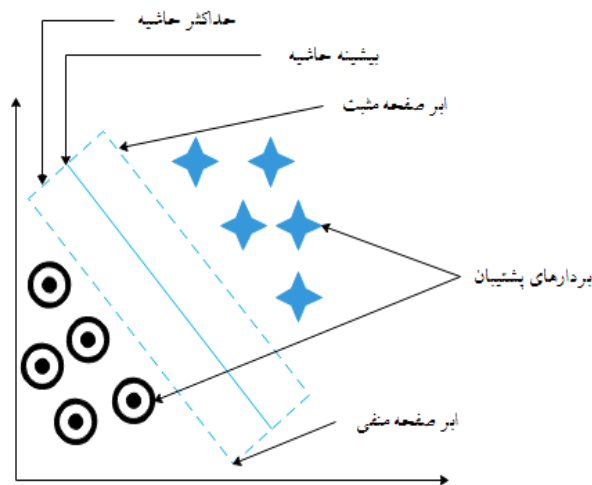 حداکثر حاشیه
بیشینه حاشیه
ابر صفحه مثبت
بردارهای پشتیبان
ابر صفحه منفی